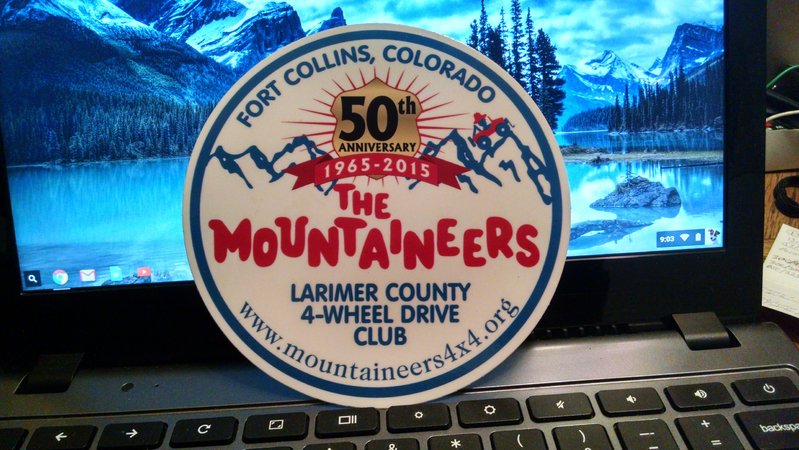 FORT COLLINS, COLORADO
50th
ANNIVERSARY
1965-2015
THE
MOUNTAINEERS
LARIMER COUNTY
4-WHEEL DRIVE
CLUB
www.mountaineers4x4.org
9:03
backspa